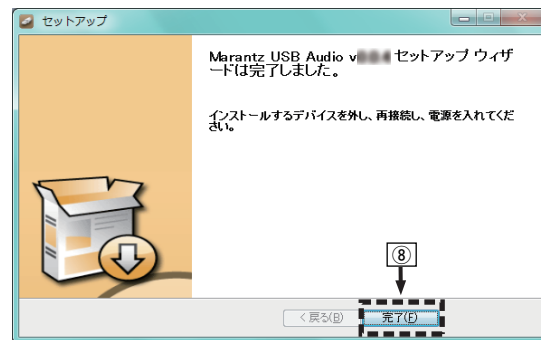 セットアップ
Marantz USB Audio v セットアップ ウィザ
ードは完了しました。
インストールするデバイスを外し、再接続し、電源を入れてくだ
さい。
⑧
< 戻る(B)
完了(F)